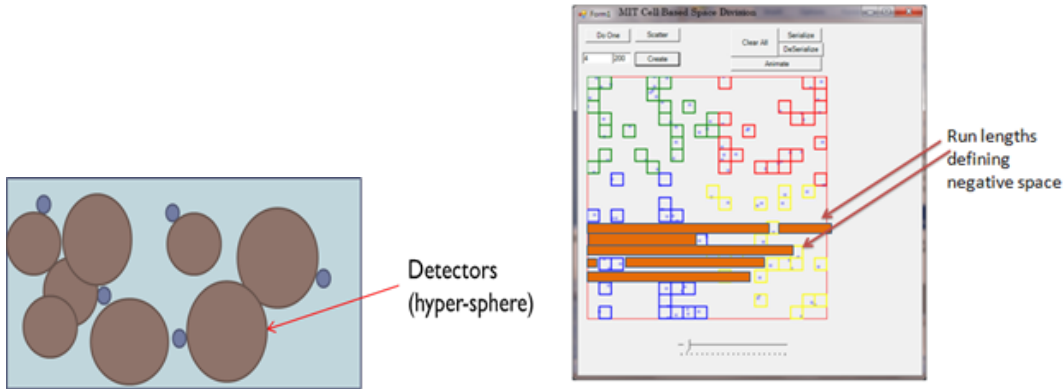 Form1 MIT Cell-Based Space Division
Do One
Scatter
Clear All
Serialize
DeSerialize
4
200
Create
Animate
Run lengths
defining
negative space
Detectors
(hyper-sphere)